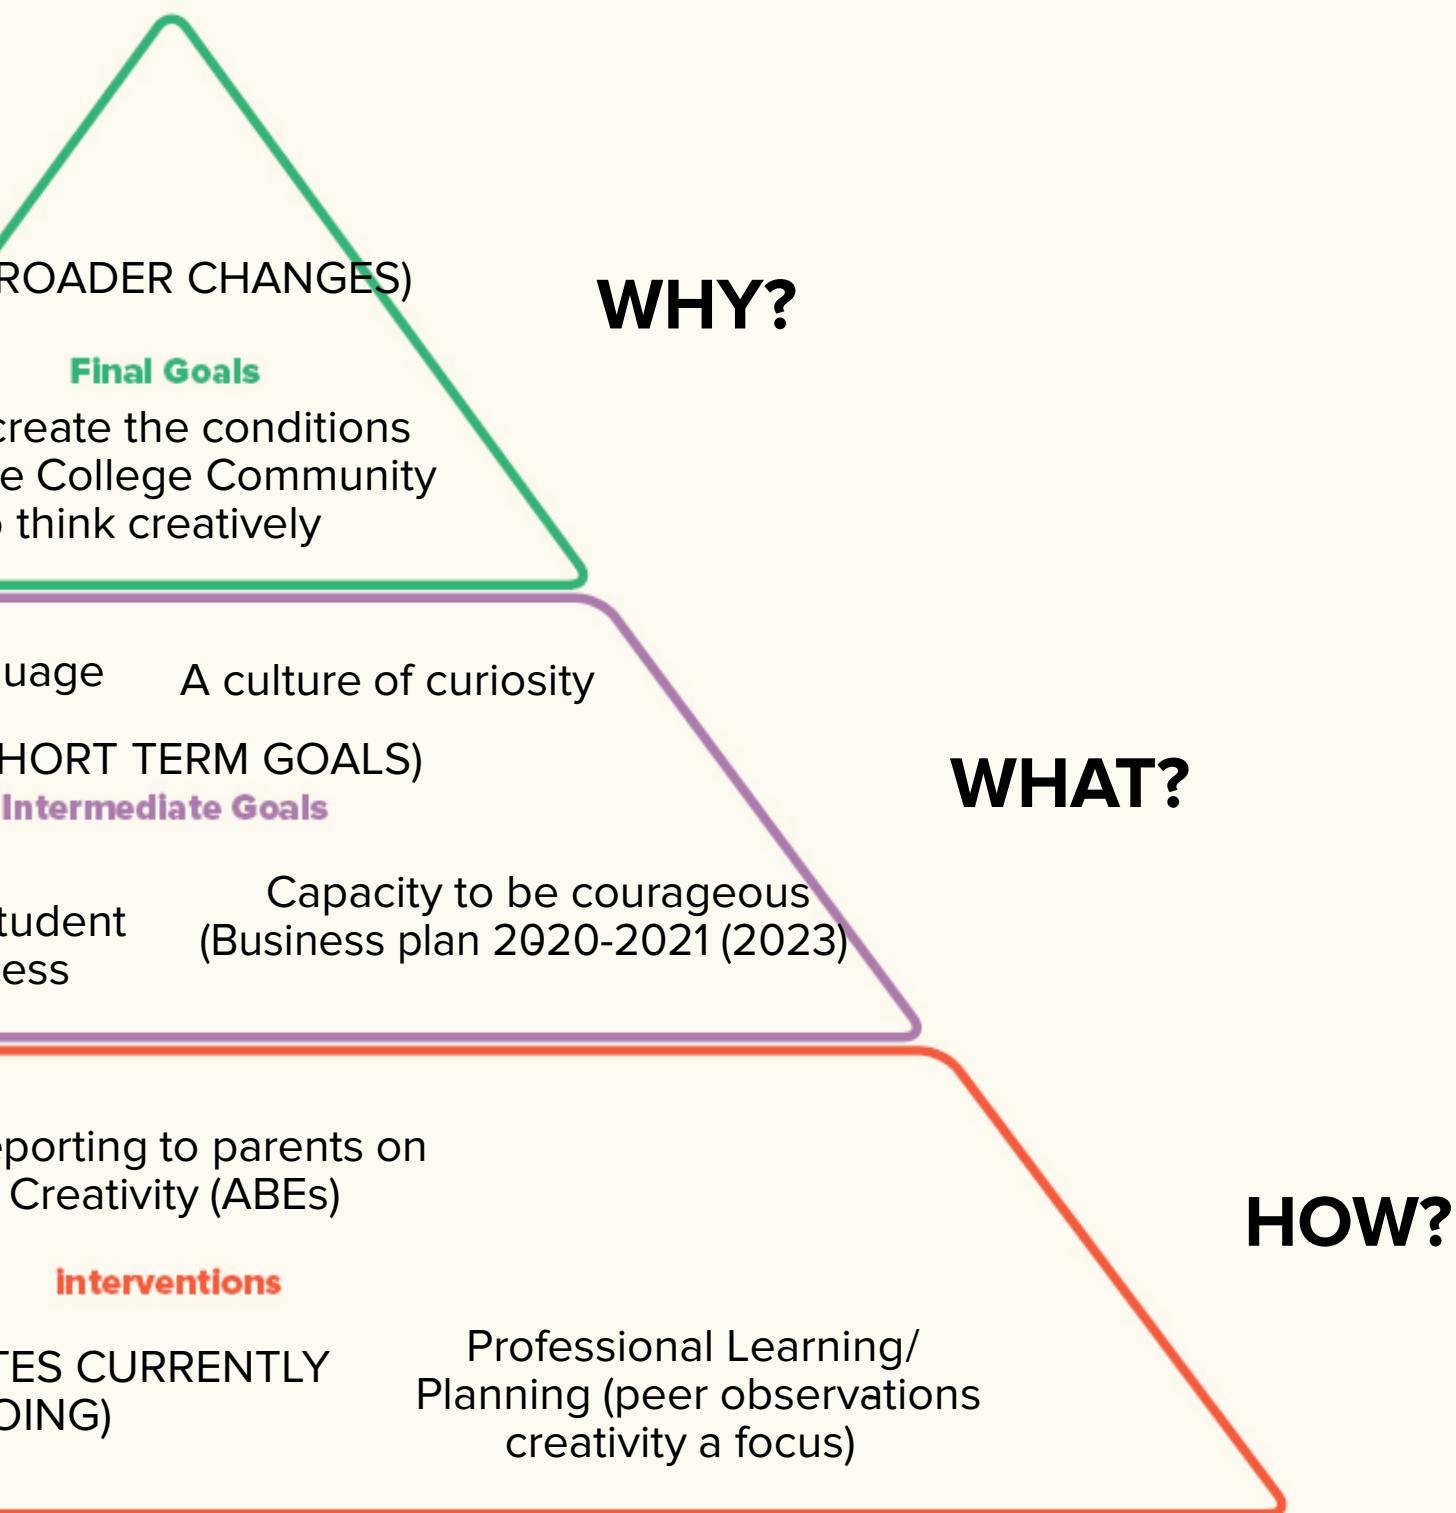 ROADER CHANGES)
WHY?
Final Goals
create the conditions
e College Community
think creatively
uage
A culture of curiosity
HORT TERM GOALS)
Intermediate Goals
WHAT?
Capacity to be courageous
(Business plan 2020-2021 (2023)
tudent
ess
eporting to parents on
Creativity (ABEs)
HOW?
interventions
TES CURRENTLY
OING)
Professional Learning/
Planning (peer observations
creativity a focus)